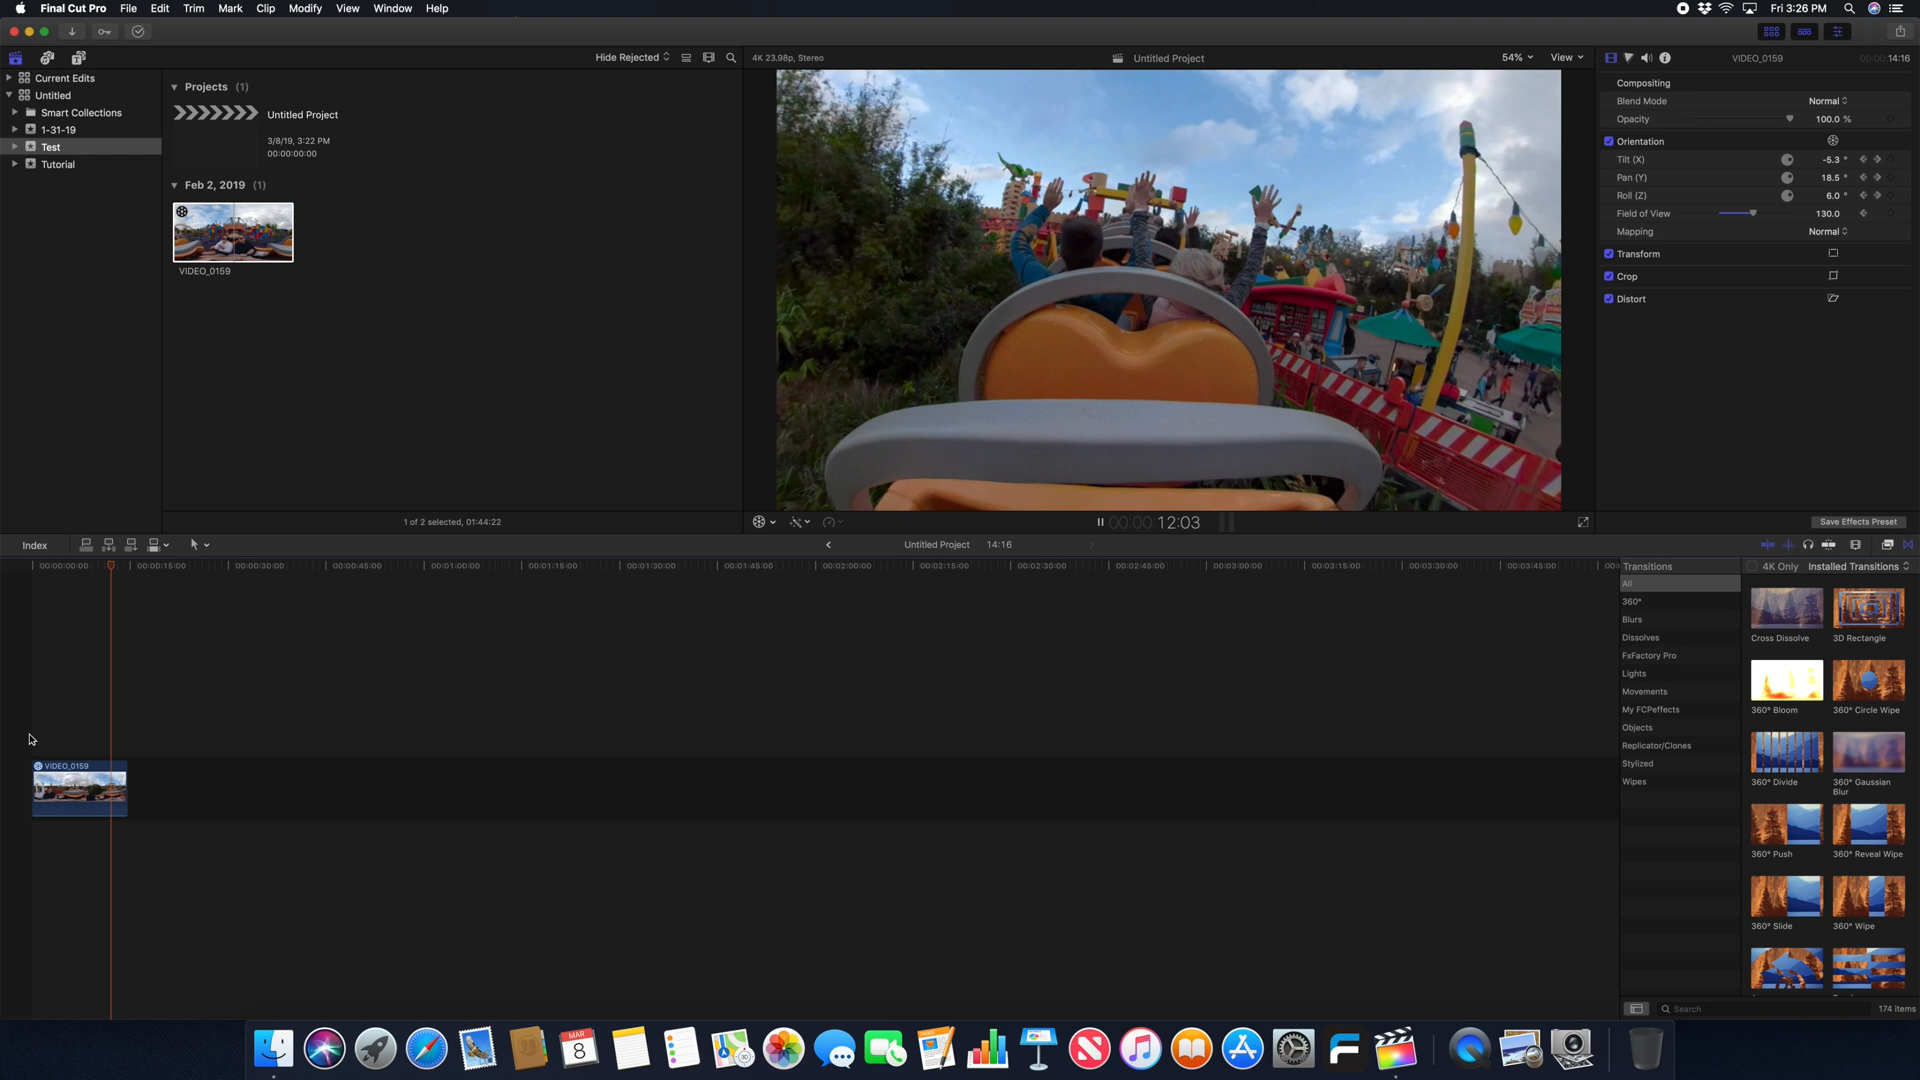 Final Cut Pro File Edit Trim Mark Clip Modify View Window Help
Fri 3:26 PM
Hide Rejected
4K 23.98p, Stereo
Untitled Project
54%
View
VIDEO_0159
00:00:00:14:16
Current Edits
Untitled
Smart Collections
1-31-19
Test
Tutorial
Projects (1)
Untitled Project
3/8/19, 3:22 PM
00:00:00:00
Feb 2, 2019 (1)
VIDEO_0159
1 of 2 selected, 01:44:22
00:00:00:12:03
Compositing
Blend Mode Normal
Opacity 100.0 %
Orientation
Tilt (X) -5.3 °
Pan (Y) 18.5 °
Roll (Z) 6.0 °
Field of View 130.0
Mapping Normal
Transform
Crop
Distort
Save Effects Preset
Index
Untitled Project 14:16
00:00:00:00 00:00:15:00 00:00:30:00 00:00:45:00 00:01:00:00 00:01:15:00 00:01:30:00 00:01:45:00 00:02:00:00 00:02:15:00 00:02:30:00 00:02:45:00 00:03:00:00 00:03:15:00 00:03:30:00 00:03:45:00
VIDEO_0159
Transitions
4K Only
Installed Transitions
All
360°
Blurs
Dissolves
FxFactory Pro
Lights
Movements
My FCPeffects
Objects
Replicator/Clones
Stylized
Wipes
Cross Dissolve
3D Rectangle
360° Bloom
360° Circle Wipe
360° Divide
360° Gaussian
Blur
360° Push
360° Reveal Wipe
360° Slide
360° Wipe
Search
174 items
MAR
8
3D